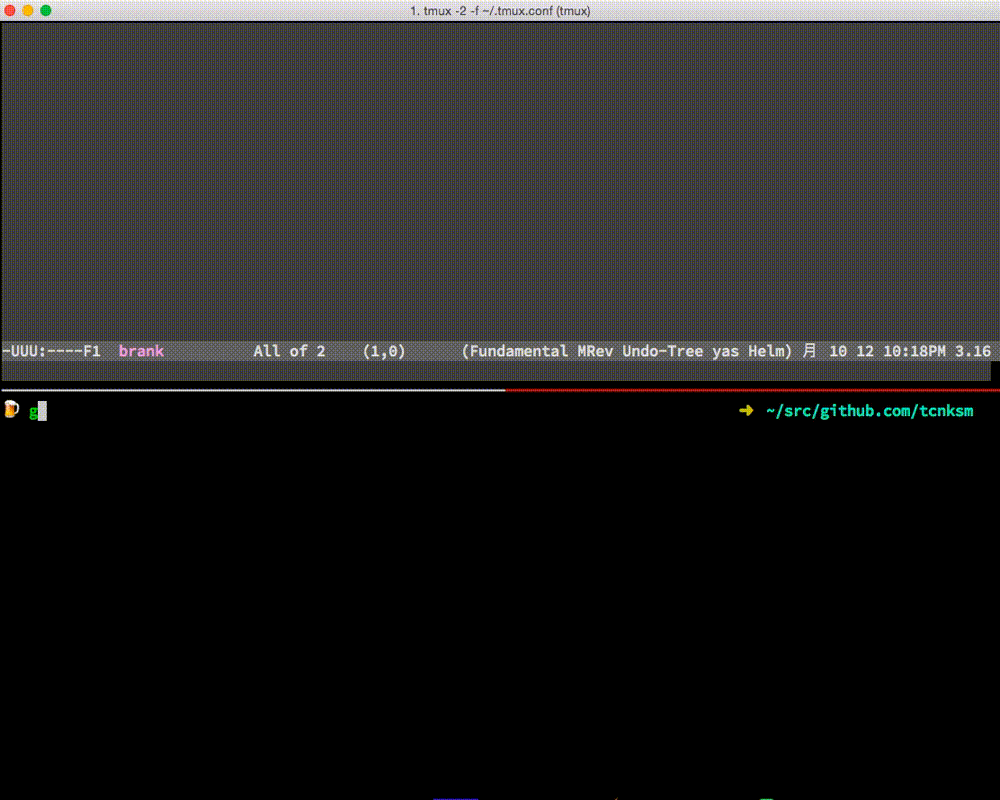 1. tmux -2 -f ~/.tmux.conf (tmux)
-UUU:----F1 brank All of 2 (1,0) (Fundamental MRev Undo-Tree yas Helm) 月 10 12 10:18PM 3.16
g ➜ ~/src/github.com/tcnksm